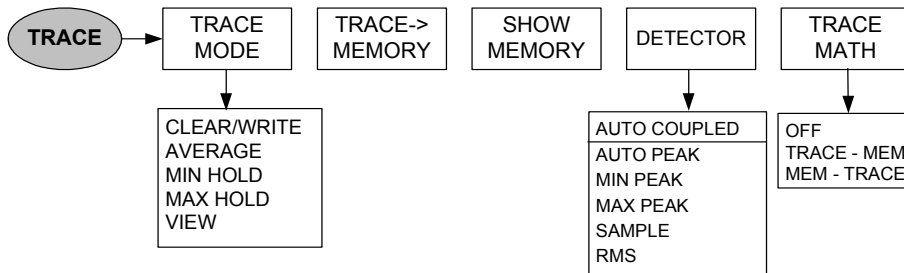 TRACE
TRACE
MODE
TRACE->
MEMORY
SHOW
MEMORY
DETECTOR
TRACE
MATH
CLEAR/WRITE
AVERAGE
MIN HOLD
MAX HOLD
VIEW
AUTO COUPLED
AUTO PEAK
MIN PEAK
MAX PEAK
SAMPLE
RMS
OFF
TRACE - MEM
MEM - TRACE